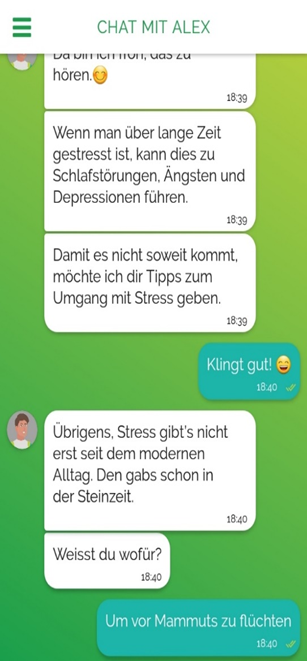 CHAT MIT ALEX
Da bin ich froh, das zu
hören.😊
18:39
Wenn man über lange Zeit
gestresst ist, kann dies zu
Schlafstörungen, Ängsten und
Depressionen führen.
18:39
Damit es nicht soweit kommt,
möchte ich dir Tipps zum
Umgang mit Stress geben.
18:39
Klingt gut! 😄
18:40
Übrigens, Stress gibt's nicht
erst seit dem modernen
Alltag. Den gabs schon in
der Steinzeit.
18:40
Weisst du wofür?
18:40
Um vor Mammuts zu flüchten
18:40